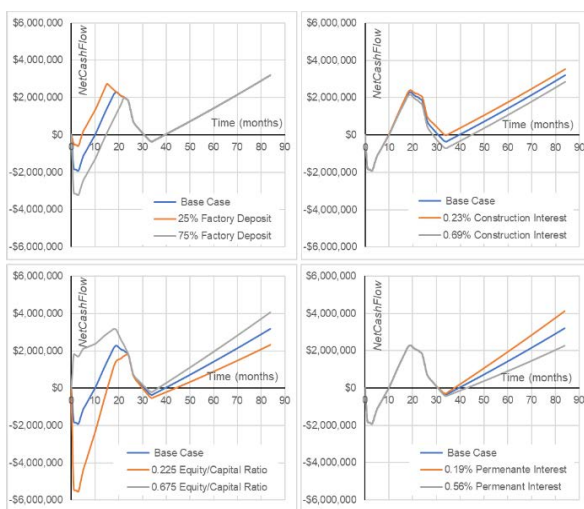 $6,000,000
$4,000,000
$2,000,000
$0
-$2,000,000
-$4,000,000
-$6,000,000
NetCashFlow
Time (months)
0 10 20 30 40 50 60 70 80 90
Base Case
25% Factory Deposit
75% Factory Deposit
$6,000,000
$4,000,000
$2,000,000
$0
-$2,000,000
-$4,000,000
-$6,000,000
NetCashFlow
Time (months)
0 10 20 30 40 50 60 70 80 90
Base Case
0.23% Construction Interest
0.69% Construction Interest
$6,000,000
$4,000,000
$2,000,000
$0
-$2,000,000
-$4,000,000
-$6,000,000
NetCashFlow
Time (months)
0 10 20 30 40 50 60 70 80 90
Base Case
0.225 Equity/Capital Ratio
0.675 Equity/Capital Ratio
$6,000,000
$4,000,000
$2,000,000
$0
-$2,000,000
-$4,000,000
-$6,000,000
NetCashFlow
Time (months)
0 10 20 30 40 50 60 70 80 90
Base Case
0.19% Permenante Interest
0.56% Permenant Interest